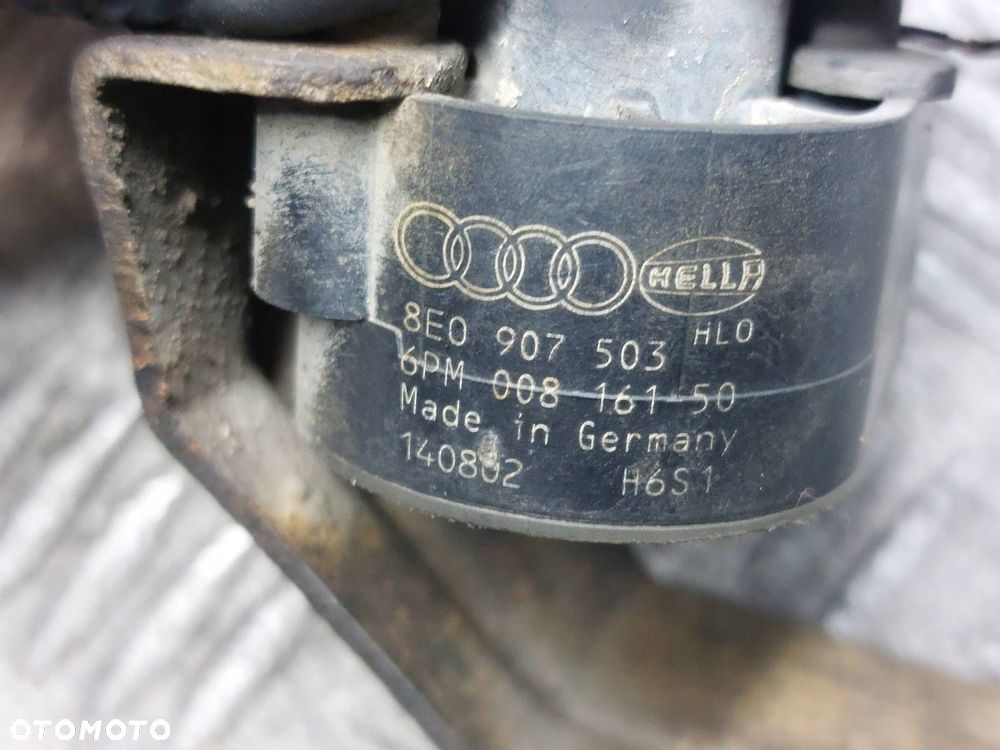 HELLA
8E0 907 503 HLO
6PM 008 161-50
Made in Germany
140802 H6S1
OTOMOTO